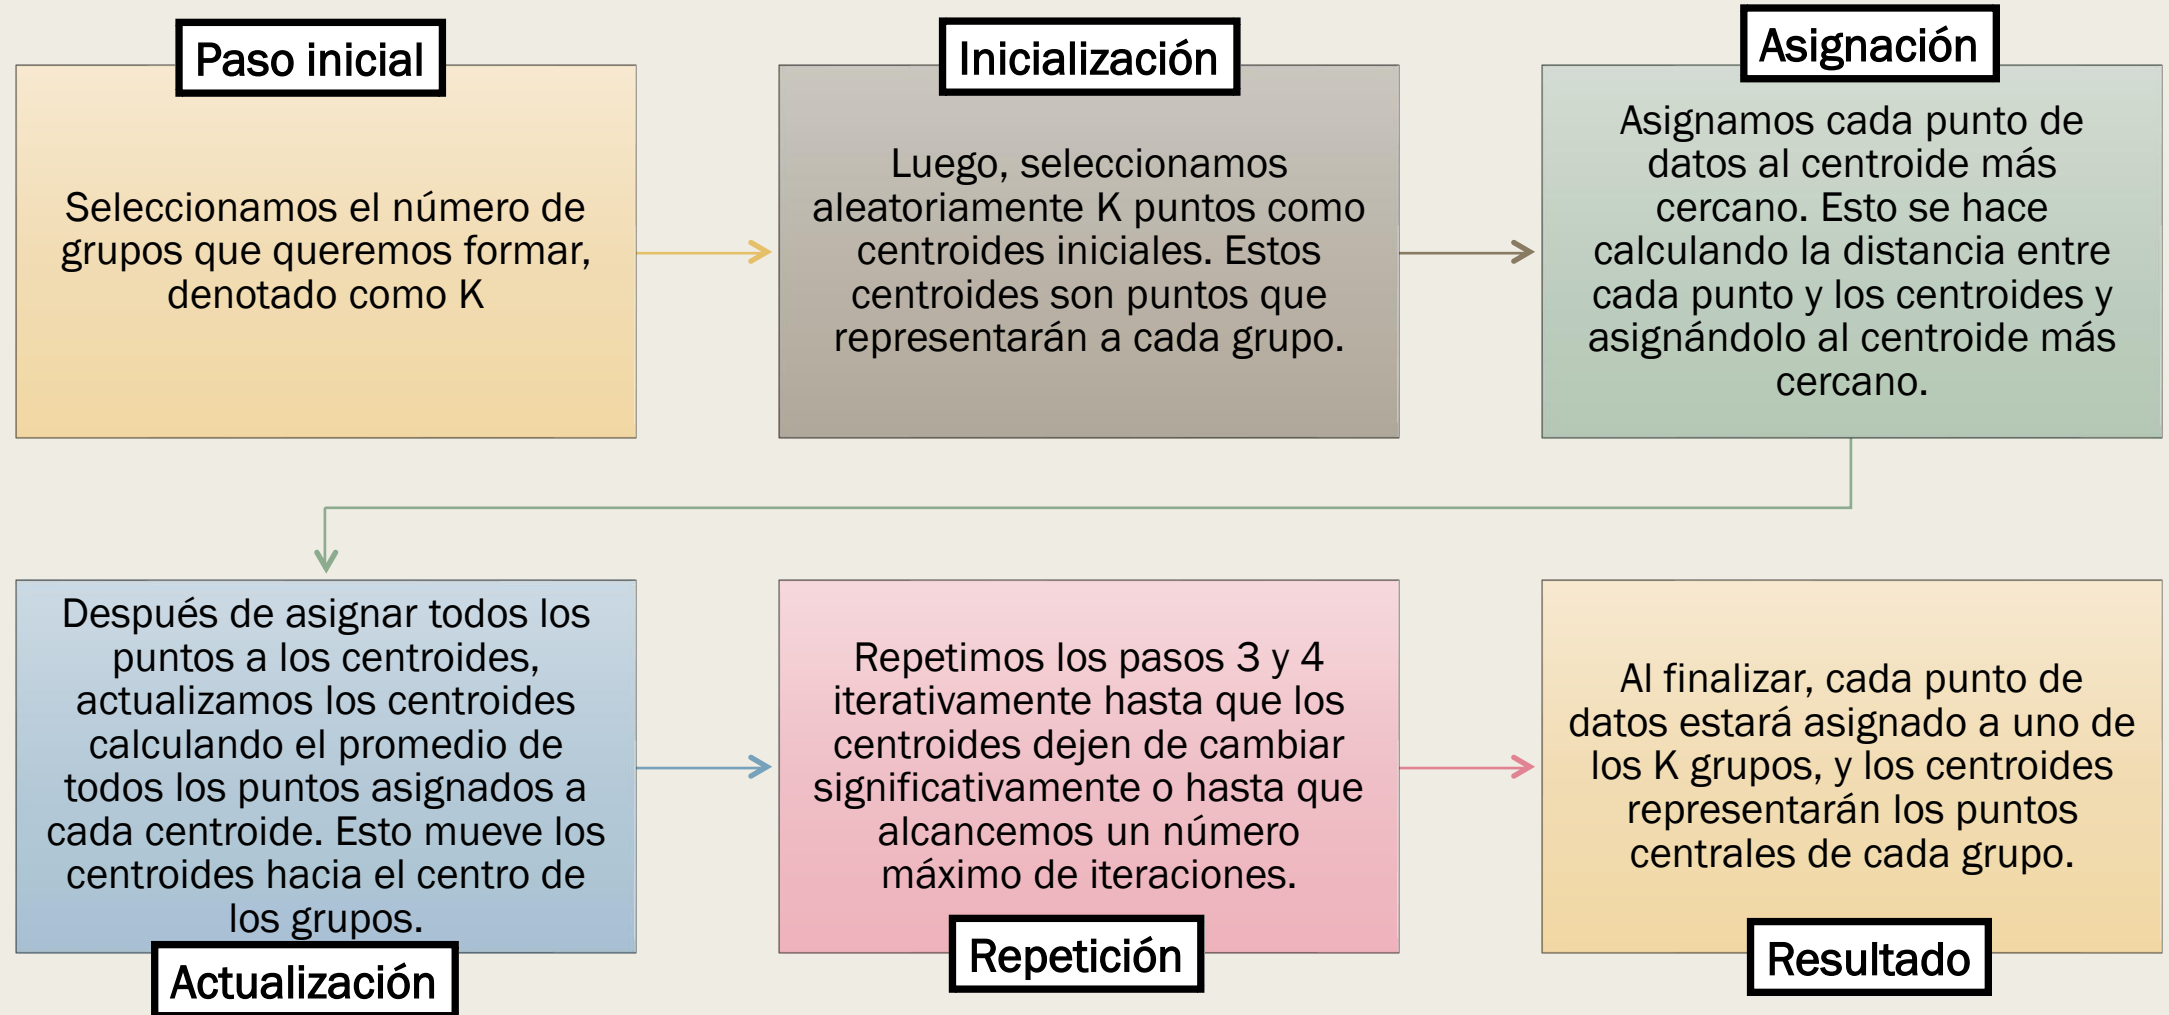 Paso inicial
Seleccionamos el número de
grupos que queremos formar,
denotado como K
Inicialización
Luego, seleccionamos
aleatoriamente K puntos como
centroides iniciales. Estos
centroides son puntos que
representarán a cada grupo.
Asignación
Asignamos cada punto de
datos al centroide más
cercano. Esto se hace
calculando la distancia entre
cada punto y los centroides y
asignándolo al centroide más
cercano.
Después de asignar todos los
puntos a los centroides,
actualizamos los centroides
calculando el promedio de
todos los puntos asignados a
cada centroide. Esto mueve los
centroides hacia el centro de
los grupos.
Actualización
Repetimos los pasos 3 y 4
iterativamente hasta que los
centroides dejen de cambiar
significativamente o hasta que
alcancemos un número
máximo de iteraciones.
Repetición
Al finalizar, cada punto de
datos estará asignado a uno de
los K grupos, y los centroides
representarán los puntos
centrales de cada grupo.
Resultado